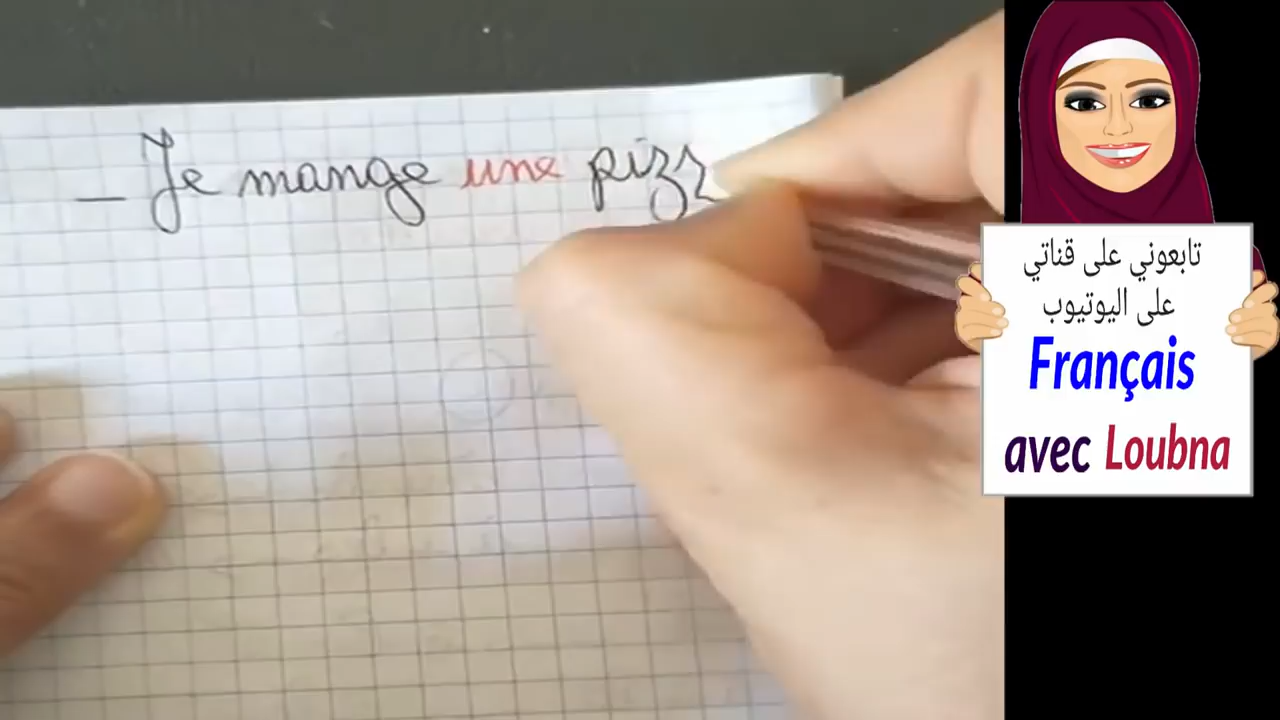 _ Je mange une pizz
تابعوني على قناتي
على اليوتيوب
Français
avec Loubna